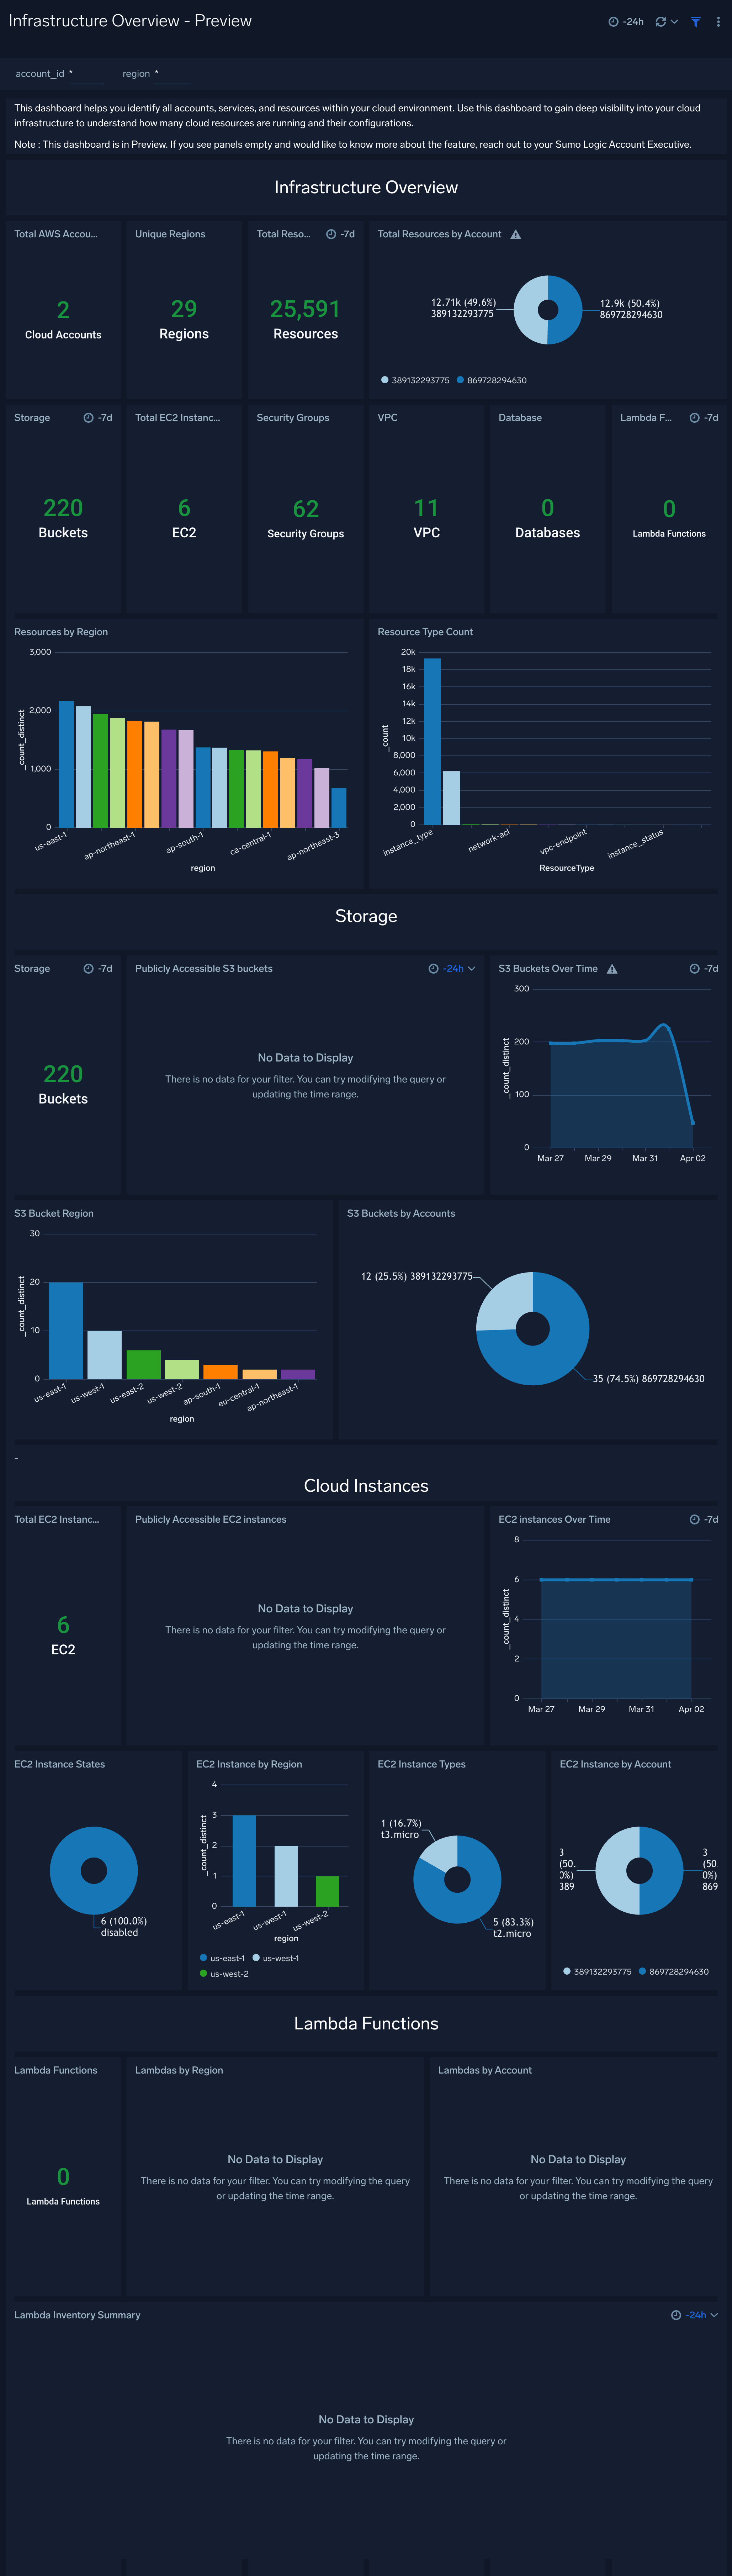 Infrastructure Overview - Preview
-24h
account_id *
region *
This dashboard helps you identify all accounts, services, and resources within your cloud environment. Use this dashboard to gain deep visibility into your cloud
infrastructure to understand how many cloud resources are running and their configurations.
Note : This dashboard is in Preview. If you see panels empty and would like to know more about the feature, reach out to your Sumo Logic Account Executive.
Infrastructure Overview
Total AWS Accou...
2
Cloud Accounts
Unique Regions
29
Regions
Total Reso...
-7d
25,591
Resources
Total Resources by Account
12.71k (49.6%)
389132293775
12.9k (50.4%)
869728294630
389132293775
869728294630
Storage
-7d
220
Buckets
Total EC2 Instanc...
6
EC2
Security Groups
62
Security Groups
VPC
11
VPC
Database
0
Databases
Lambda F...
-7d
0
Lambda Functions
Resources by Region
3,000
2,000
1,000
0
_count_distinct
us-east-1
ap-northeast-1
ap-south-1
ca-central-1
ap-northeast-3
region
Resource Type Count
20k
18k
16k
14k
12k
10k
8,000
6,000
4,000
2,000
0
_count
instance_type
network-acl
vpc-endpoint
instance_status
ResourceType
Storage
Storage
-7d
220
Buckets
Publicly Accessible S3 buckets
-24h
No Data to Display
There is no data for your filter. You can try modifying the query or
updating the time range.
S3 Buckets Over Time
-7d
300
200
100
0
_count_distinct
Mar 27
Mar 29
Mar 31
Apr 02
S3 Bucket Region
30
20
10
0
_count_distinct
us-east-1
us-west-1
us-east-2
us-west-2
ap-south-1
eu-central-1
ap-northeast-1
region
S3 Buckets by Accounts
12 (25.5%) 389132293775
35 (74.5%) 869728294630
-
Cloud Instances
Total EC2 Instanc...
6
EC2
Publicly Accessible EC2 instances
No Data to Display
There is no data for your filter. You can try modifying the query or
updating the time range.
EC2 instances Over Time
-7d
8
6
4
2
0
_count_distinct
Mar 27
Mar 29
Mar 31
Apr 02
EC2 Instance States
6 (100.0%)
disabled
EC2 Instance by Region
4
3
2
1
0
_count_distinct
us-east-1
us-west-1
us-west-2
region
us-east-1
us-west-1
us-west-2
EC2 Instance Types
1 (16.7%)
t3.micro
5 (83.3%)
t2.micro
EC2 Instance by Account
3
(50.
0%)
389
3
(50
0%)
869
389132293775
869728294630
Lambda Functions
Lambda Functions
0
Lambda Functions
Lambdas by Region
No Data to Display
There is no data for your filter. You can try modifying the query
or updating the time range.
Lambdas by Account
No Data to Display
There is no data for your filter. You can try modifying the query
or updating the time range.
Lambda Inventory Summary
-24h
No Data to Display
There is no data for your filter. You can try modifying the query or
updating the time range.